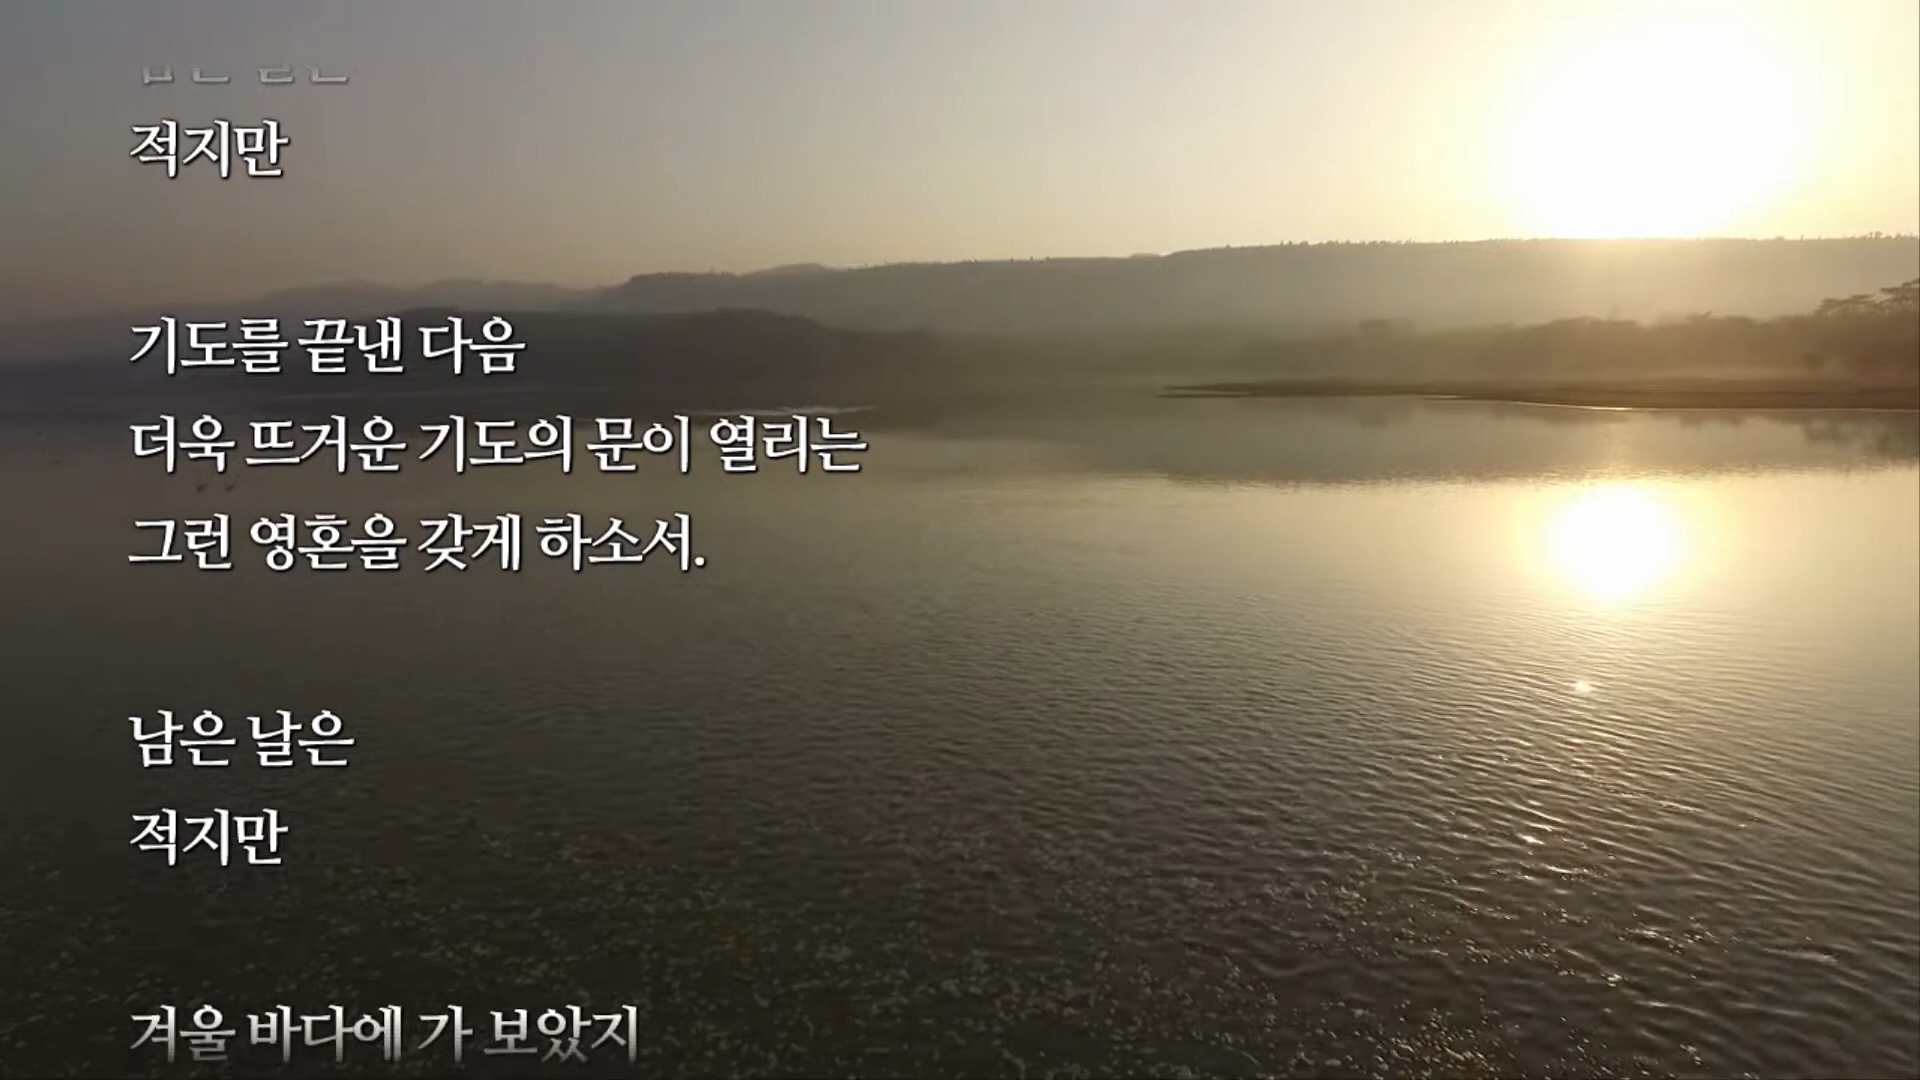 적지만
기도를 끝낸 다음
더욱 뜨거운 기도의 문이 열리는
그런 영혼을 갖게 하소서.
남은 날은
적지만
겨울 바다에 가 보았지